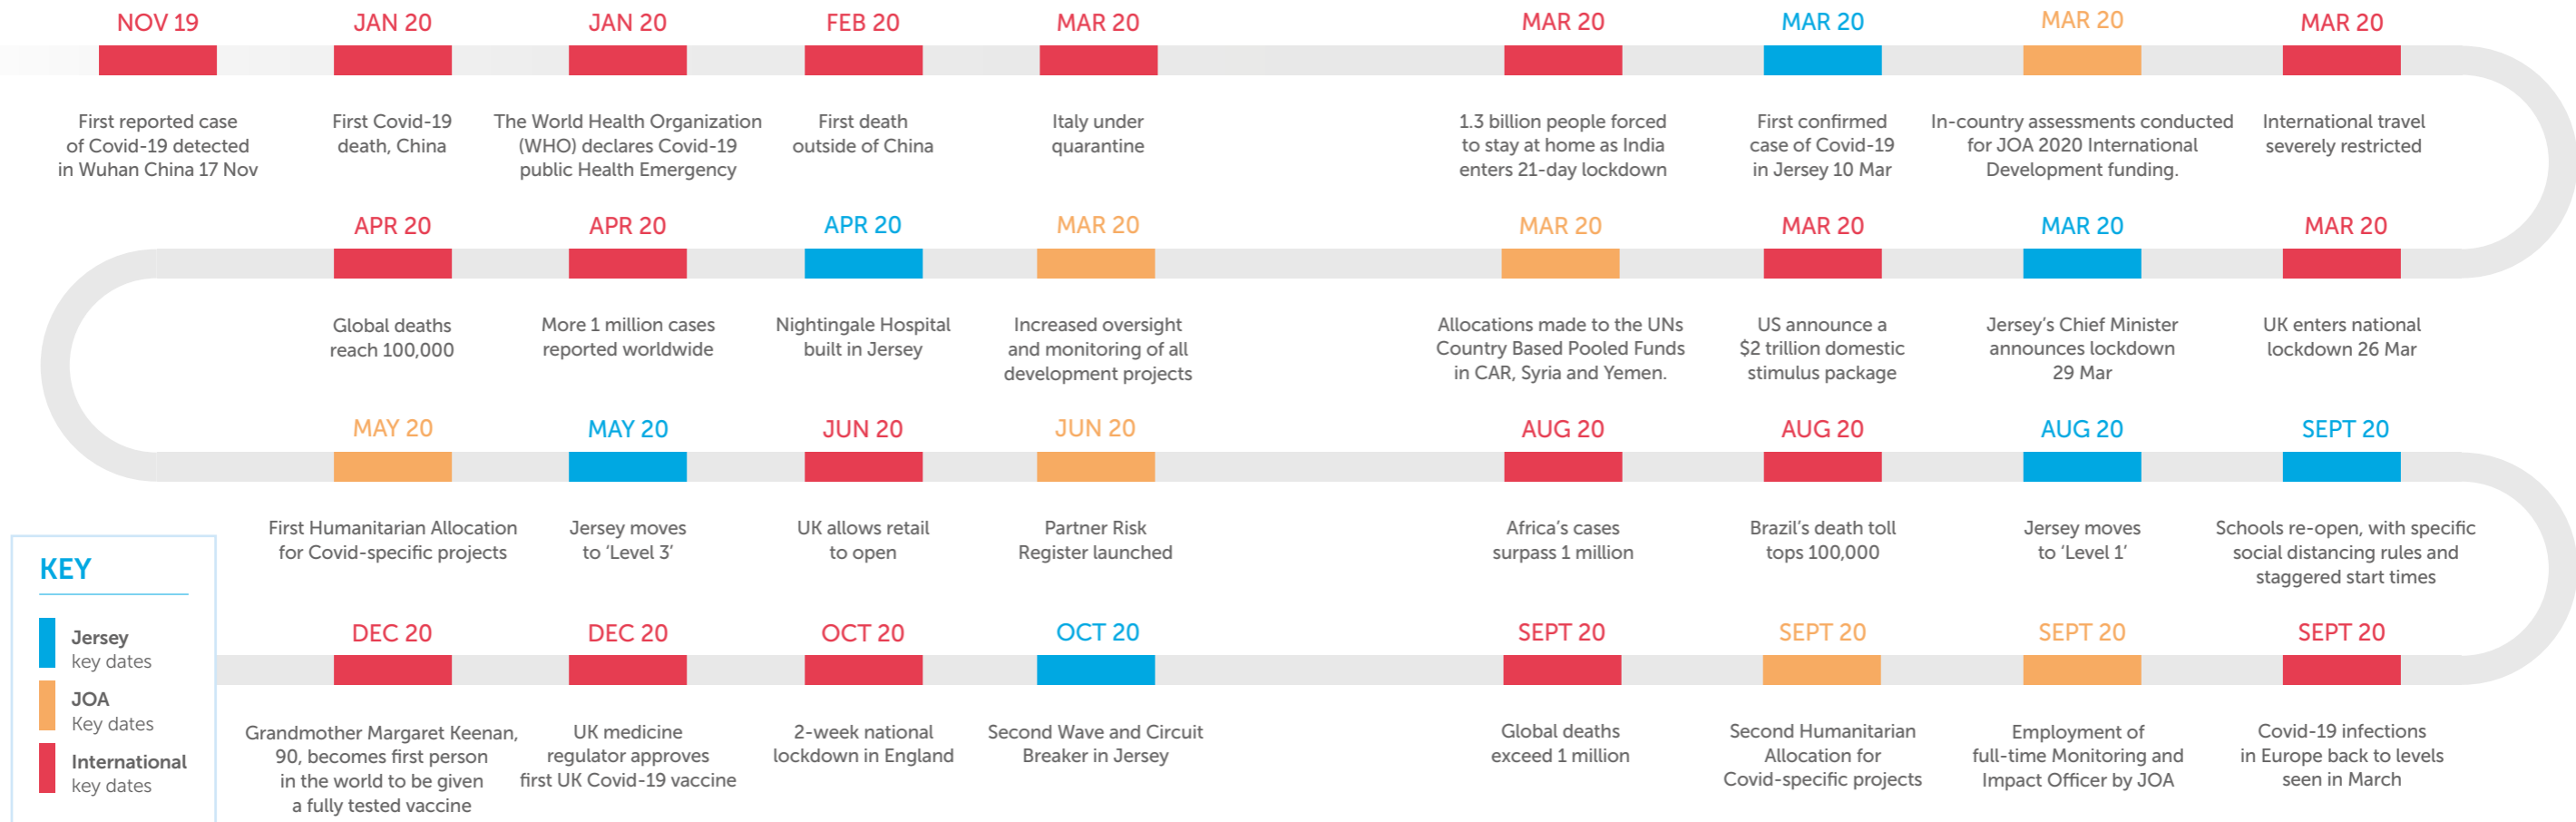 NOV 19
First reported case
of Covid-19 detected
in Wuhan China 17 Nov
JAN 20
First Covid-19
death, China
JAN 20
The World Health Organization
(WHO) declares Covid-19
public Health Emergency
FEB 20
First death
outside of China
MAR 20
Italy under
quarantine
MAR 20
1.3 billion people forced
to stay at home as India
enters 21-day lockdown
MAR 20
First confirmed
case of Covid-19
in Jersey 10 Mar
MAR 20
In-country assessments conducted
for JOA 2020 International
Development funding.
MAR 20
International travel
severely restricted
MAR 20
UK enters national
lockdown 26 Mar
MAR 20
Jersey’s Chief Minister
announces lockdown
29 Mar
MAR 20
US announce a
$2 trillion domestic
stimulus package
MAR 20
Allocations made to the UNs
Country Based Pooled Funds
in CAR, Syria and Yemen.
MAR 20
Increased oversight
and monitoring of all
development projects
APR 20
Nightingale Hospital
built in Jersey
APR 20
More 1 million cases
reported worldwide
APR 20
Global deaths
reach 100,000
MAY 20
First Humanitarian Allocation
for Covid-specific projects
MAY 20
Jersey moves
to ‘Level 3’
JUN 20
UK allows retail
to open
JUN 20
Partner Risk
Register launched
AUG 20
Africa’s cases
surpass 1 million
AUG 20
Brazil’s death toll
tops 100,000
AUG 20
Jersey moves
to ‘Level 1’
SEPT 20
Schools re-open, with specific
social distancing rules and
staggered start times
SEPT 20
Covid-19 infections
in Europe back to levels
seen in March
SEPT 20
Employment of
full-time Monitoring and
Impact Officer by JOA
SEPT 20
Second Humanitarian
Allocation for
Covid-specific projects
SEPT 20
Global deaths
exceed 1 million
OCT 20
Second Wave and Circuit
Breaker in Jersey
OCT 20
2-week national
lockdown in England
DEC 20
UK medicine
regulator approves
first UK Covid-19 vaccine
DEC 20
Grandmother Margaret Keenan,
90, becomes first person
in the world to be given
a fully tested vaccine
KEY
Jersey
key dates
JOA
Key dates
International
key dates